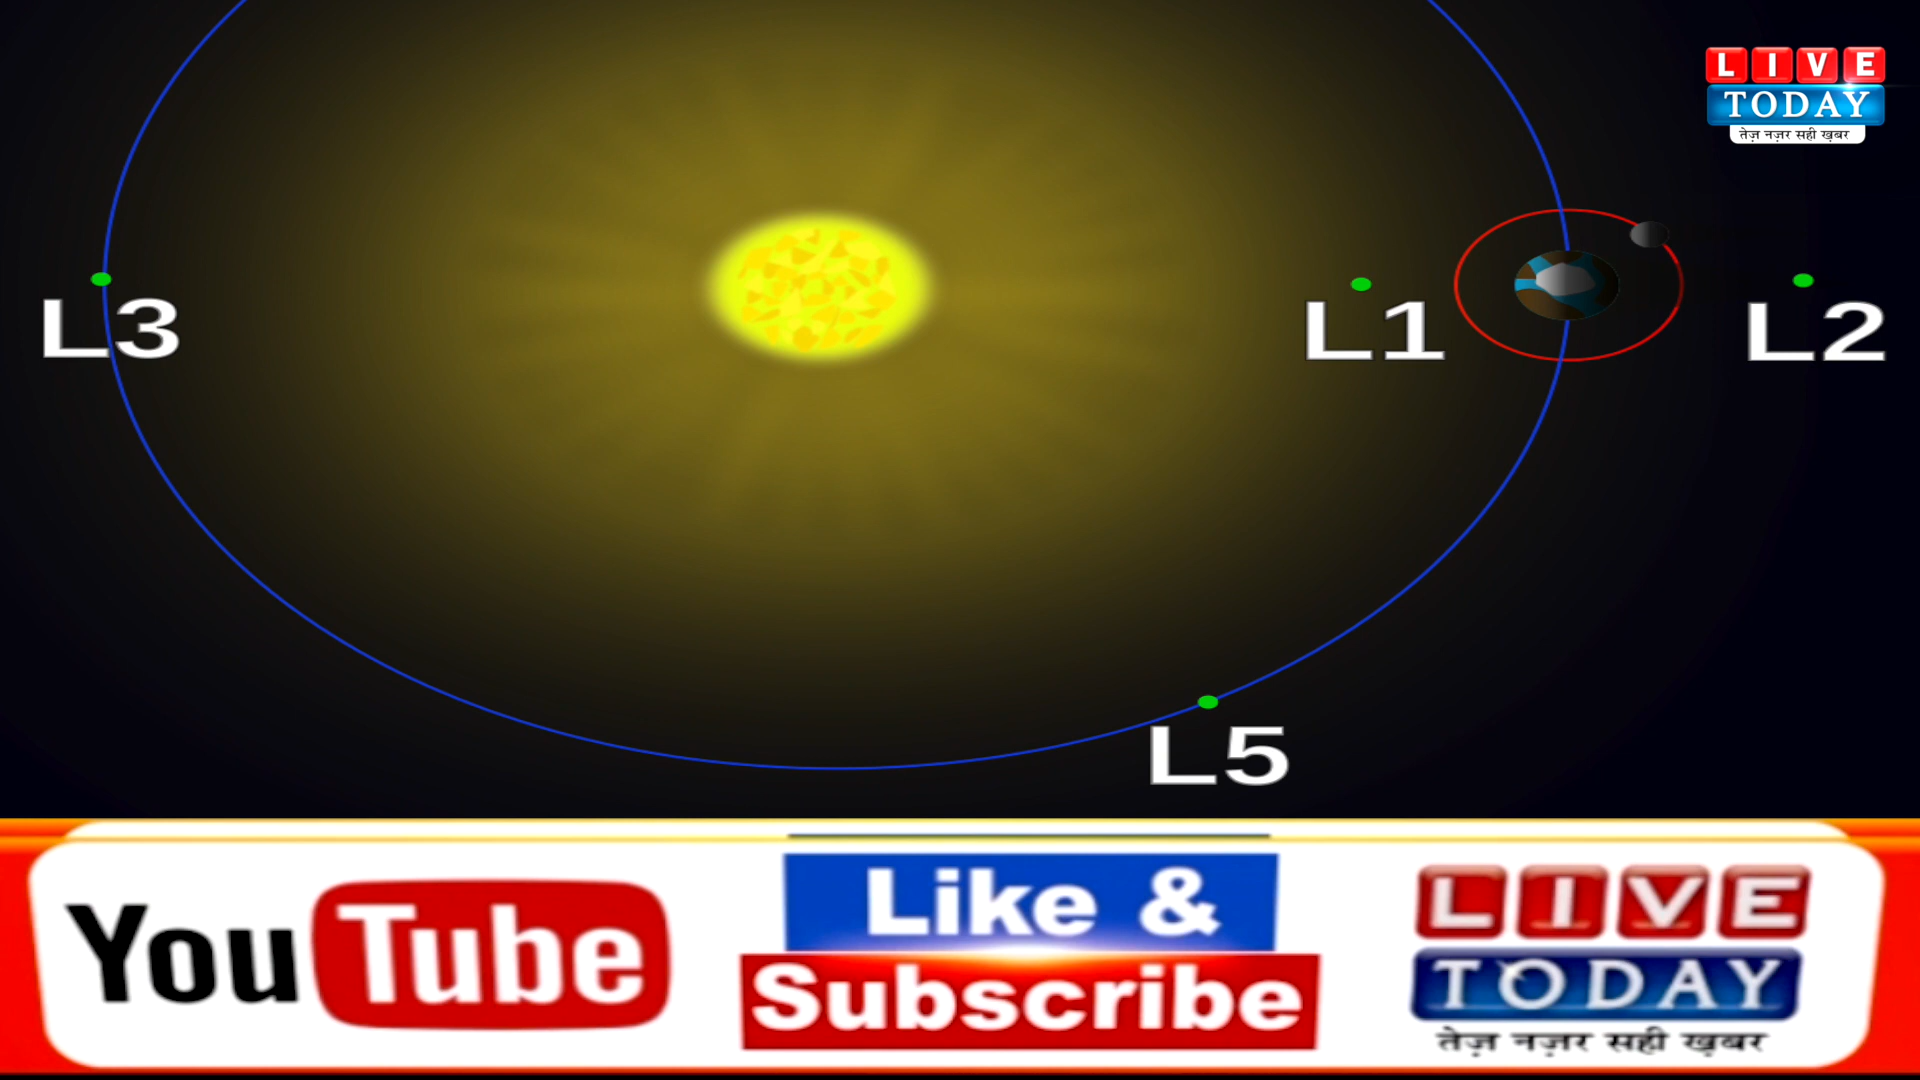 LIVE
TODAY
तेज़ नज़र सही ख़बर
L3
L1
L2
L5
YouTube
Like &
Subscribe
LIVE
TODAY
तेज़ नज़र सही ख़बर